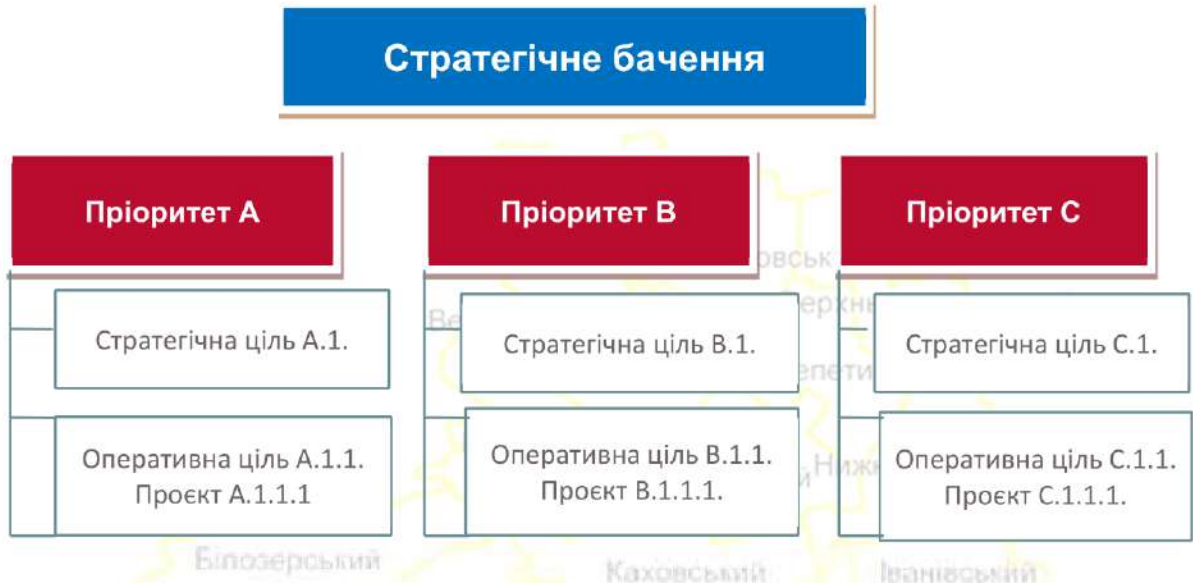 Стратегічне бачення
Пріоритет А
Пріоритет В
Пріоритет С
Стратегічна ціль А.1.
Стратегічна ціль В.1.
Стратегічна ціль С.1.
Оперативна ціль А.1.1.
Проєкт А.1.1.1
Оперативна ціль В.1.1.
Проєкт В.1.1.1.
Оперативна ціль С.1.1.
Проєкт С.1.1.1.
Білозерський
Каховський
Іванівський